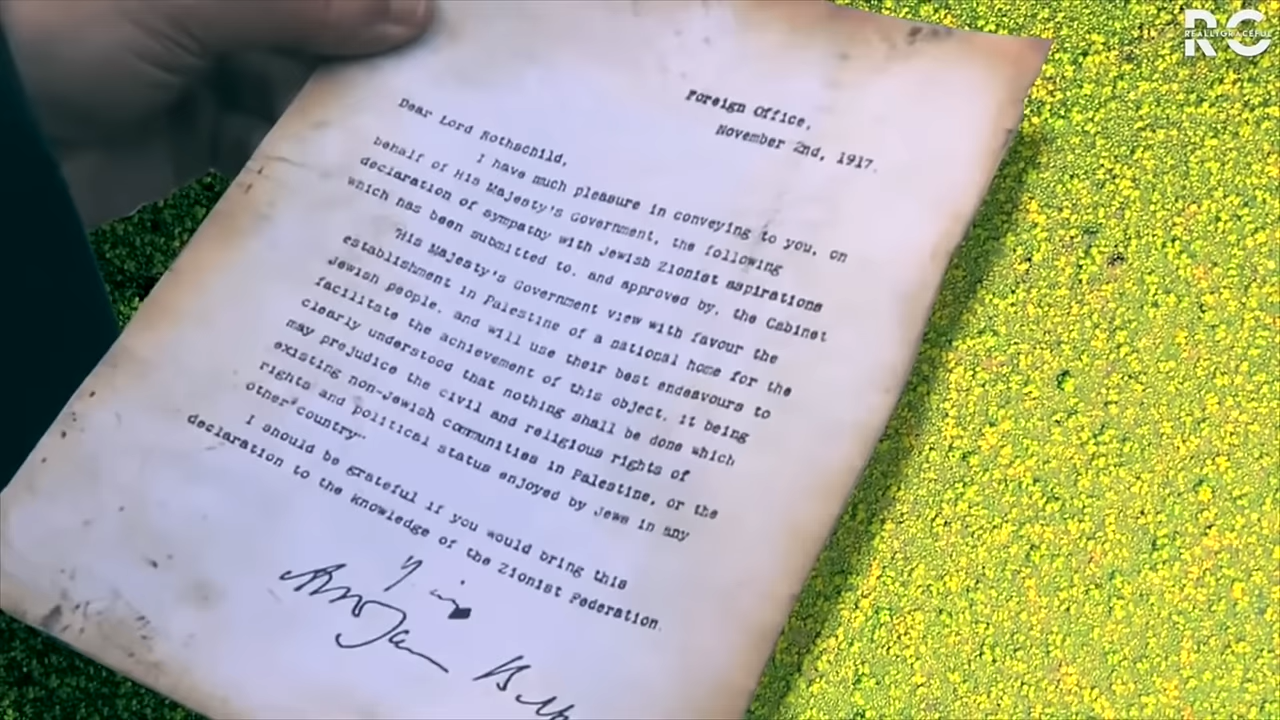 Foreign Office,
November 2nd, 1917.
Dear Lord Rothschild,
I have much pleasure in conveying to you, on
behalf of His Majesty's Government, the following
declaration of sympathy with Jewish Zionist aspirations
which has been submitted to, and approved by, the Cabinet
"His Majesty's Government view with favour the
establishment in Palestine of a national home for the
Jewish people, and will use their best endeavours to
facilitate the achievement of this object, it being
clearly understood that nothing shall be done which
may prejudice the civil and religious rights of
existing non-Jewish communities in Palestine, or the
rights and political status enjoyed by Jews in any
other country"
I should be grateful if you would bring this
declaration to the knowledge of the Zionist Federation.
RC
REALLYGRACEFUL